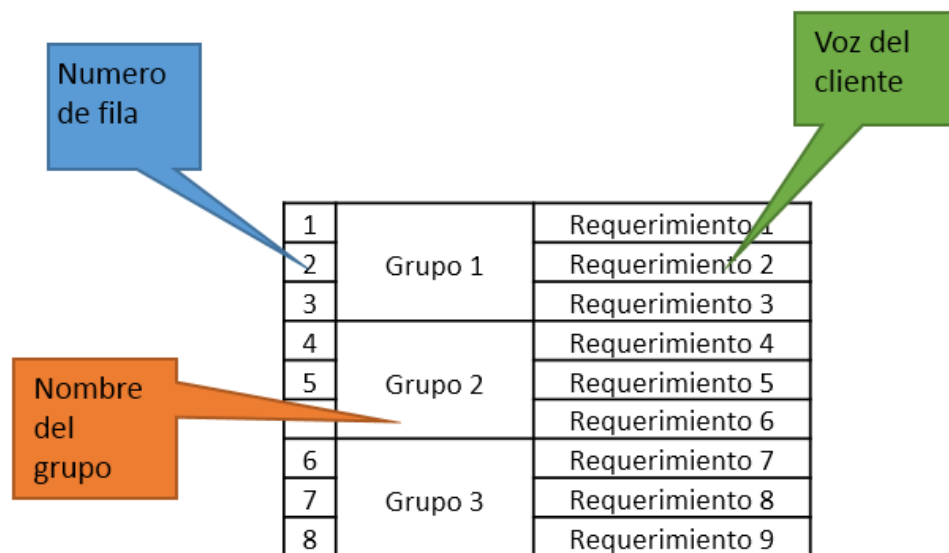 Numero
de fila
Voz del
cliente
1 Requerimiento 1
2 Grupo 1 Requerimiento 2
3 Requerimiento 3
4 Requerimiento 4
5 Grupo 2 Requerimiento 5
Requerimiento 6
6 Requerimiento 7
7 Grupo 3 Requerimiento 8
8 Requerimiento 9
Nombre
del
grupo